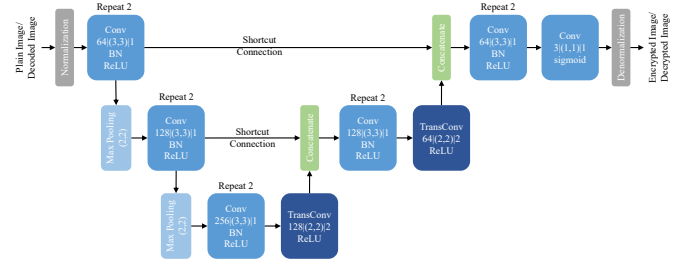 Plain Image/
Decoded Image
Normalization
Repeat 2
Conv
64|(3,3)|1
BN
ReLU
Shortcut
Connection
Concatenate
Repeat 2
Conv
64|(3,3)|1
BN
ReLU
Conv
3|(1,1)|1
sigmoid
Denormalization
Encrypted Image/
Decrypted Image
Max Pooling
(2,2)
Repeat 2
Conv
128|(3,3)|1
BN
ReLU
Shortcut
Connection
Concatenate
Repeat 2
Conv
128|(3,3)|1
BN
ReLU
TransConv
64|(2,2)|2
ReLU
Max Pooling
(2,2)
Repeat 2
Conv
256|(3,3)|1
BN
ReLU
TransConv
128|(2,2)|2
ReLU